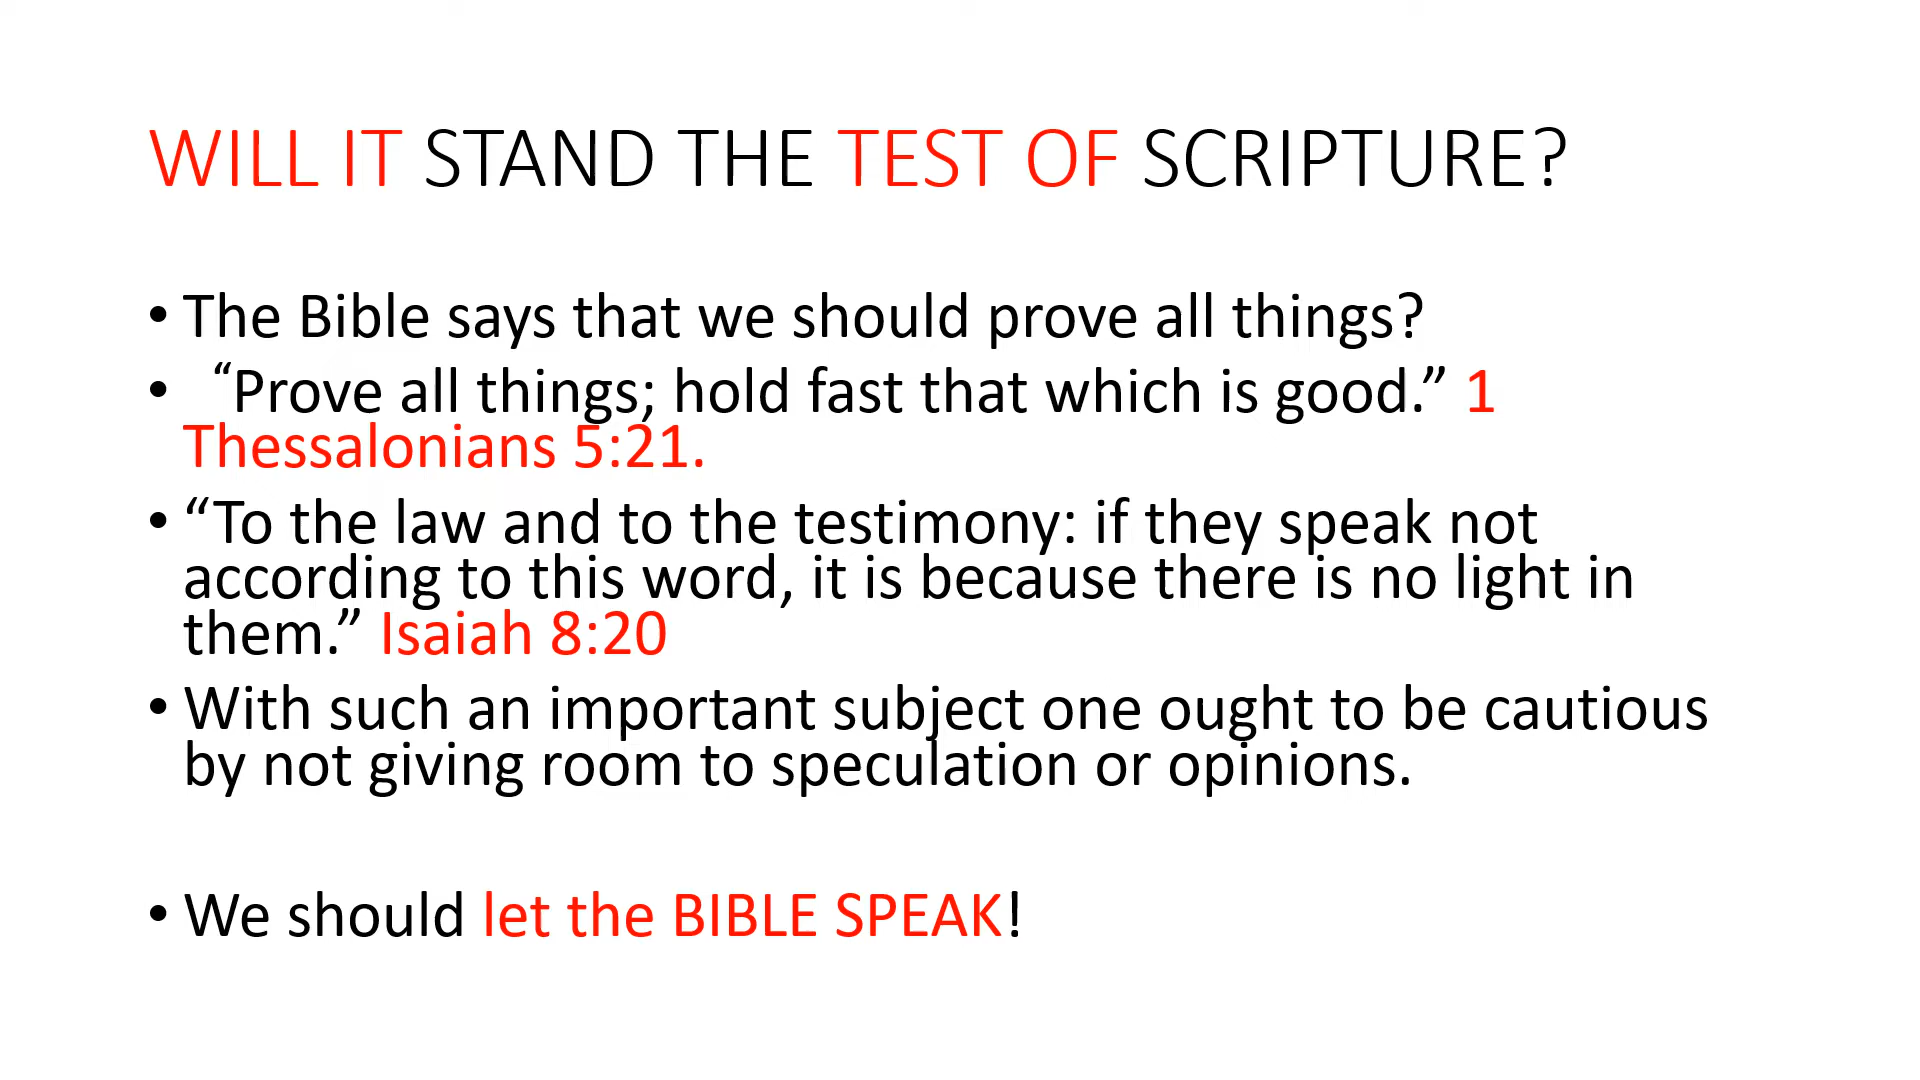 WILL IT STAND THE TEST OF SCRIPTURE?
• The Bible says that we should prove all things?
• “Prove all things; hold fast that which is good.” 1
Thessalonians 5:21.
• “To the law and to the testimony: if they speak not
according to this word, it is because there is no light in
them.” Isaiah 8:20
• With such an important subject one ought to be cautious
by not giving room to speculation or opinions.
• We should let the BIBLE SPEAK!